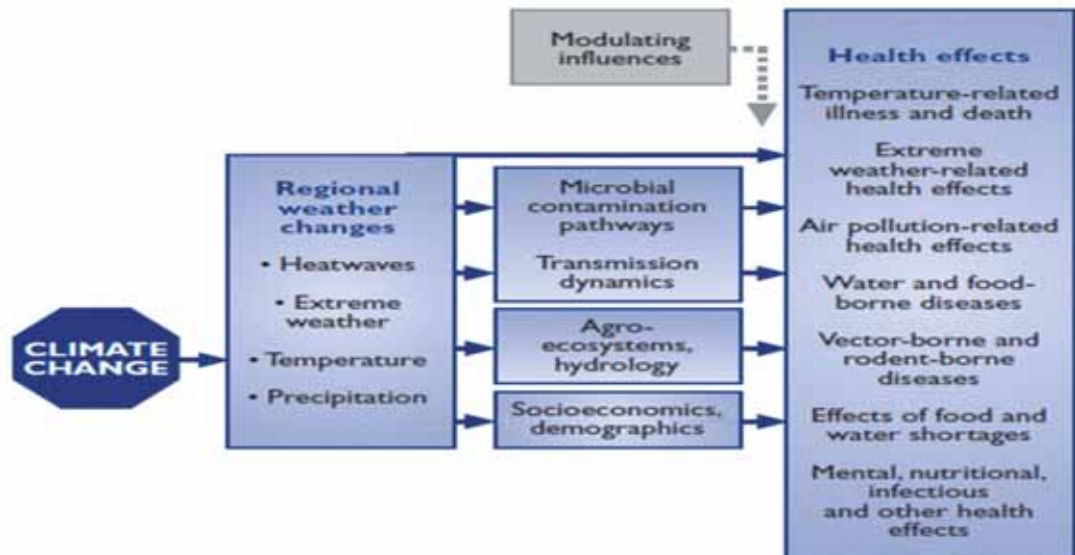 Modulating
influences
Health effects
Temperature-related
illness and death
Extreme
weather-related
health effects
Air pollution-related
health effects
Water and food-
borne diseases
Vector-borne and
rodent-borne
diseases
Effects of food and
water shortages
Mental, nutritional,
infectious
and other health
effects
Regional
weather
changes
• Heatwaves
• Extreme
weather
• Temperature
• Precipitation
Microbial
contamination
pathways
Transmission
dynamics
Agro-
ecosystems,
hydrology
Socioeconomics,
demographics
CLIMATE
CHANGE